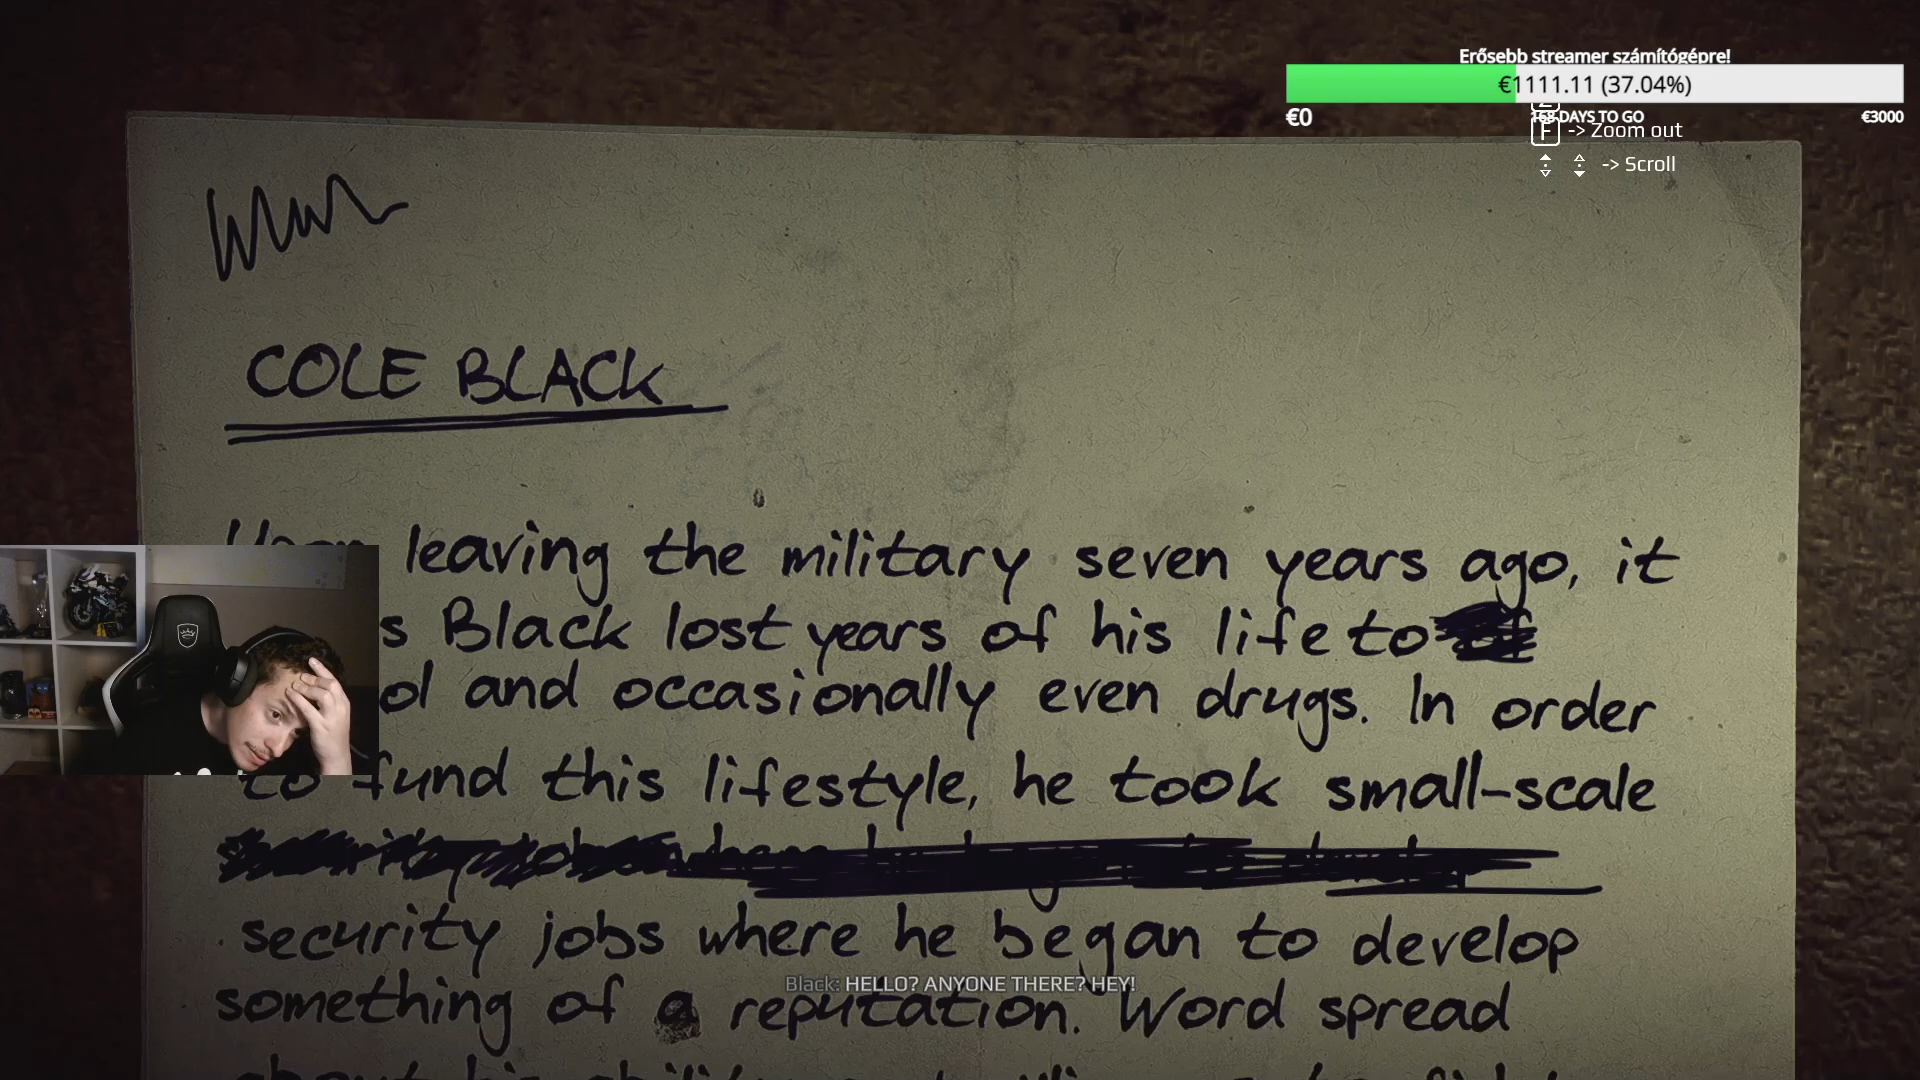 Erősebb streamer számítógépre!
€1111.11 (37.04%)
€0
DAYS TO GO
€3000
F -> Zoom out
-> Scroll
COLE BLACK
Upon leaving the military seven years ago, it
s Black lost years of his life to
ol and occasionally even drugs. In order
to fund this lifestyle, he took small-scale
security jobs where he began to develop
Black: HELLO? ANYONE THERE? HEY!
something of a reputation. Word spread